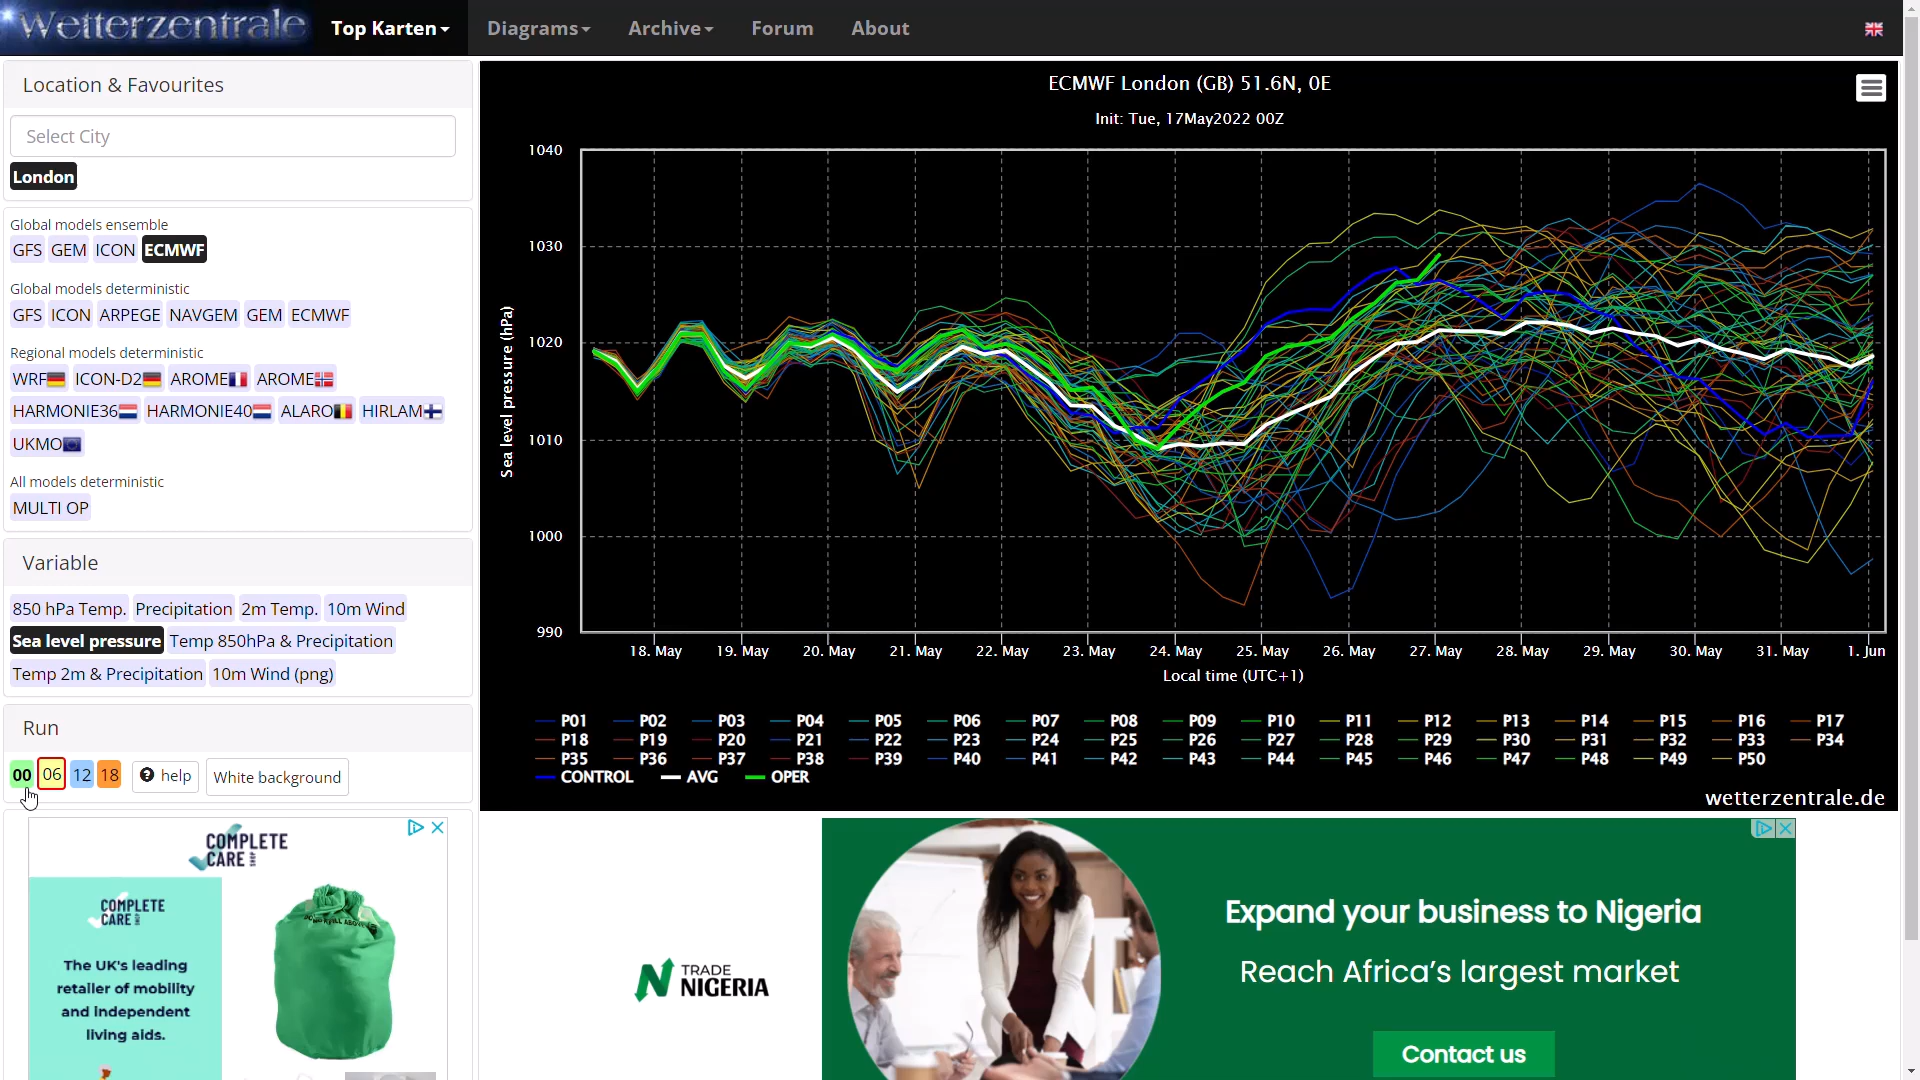 Wetterzentrale
Top Karten
Diagrams
Archive
Forum
About
Location & Favourites
Select City
London
Global models ensemble
GFS GEM ICON ECMWF
Global models deterministic
GFS ICON ARPEGE NAVGEM GEM ECMWF
Regional models deterministic
WRF ICON-D2 AROME AROME
HARMONIE36 HARMONIE40 ALARO HIRLAM
UKMO
All models deterministic
MULTI OP
Variable
850 hPa Temp. Precipitation 2m Temp. 10m Wind
Sea level pressure Temp 850hPa & Precipitation
Temp 2m & Precipitation 10m Wind (png)
Run
00 06 12 18 help White background
COMPLETE
CARE SHOP
COMPLETE
CARE SHOP
The UK's leading
retailer of mobility
and independent
living aids.
ECMWF London (GB) 51.6N, 0E
Init: Tue, 17May2022 00Z
Sea level pressure (hPa)
1040
1030
1020
1010
1000
990
18. May 19. May 20. May 21. May 22. May 23. May 24. May 25. May 26. May 27. May 28. May 29. May 30. May 31. May 1. Jun
Local time (UTC+1)
P01 P02 P03 P04 P05 P06 P07 P08 P09 P10 P11 P12 P13 P14 P15 P16 P17
P18 P19 P20 P21 P22 P23 P24 P25 P26 P27 P28 P29 P30 P31 P32 P33 P34
P35 P36 P37 P38 P39 P40 P41 P42 P43 P44 P45 P46 P47 P48 P49 P50
CONTROL AVG OPER
wetterzentrale.de
TRADE
NIGERIA
Expand your business to Nigeria
Reach Africa's largest market
Contact us